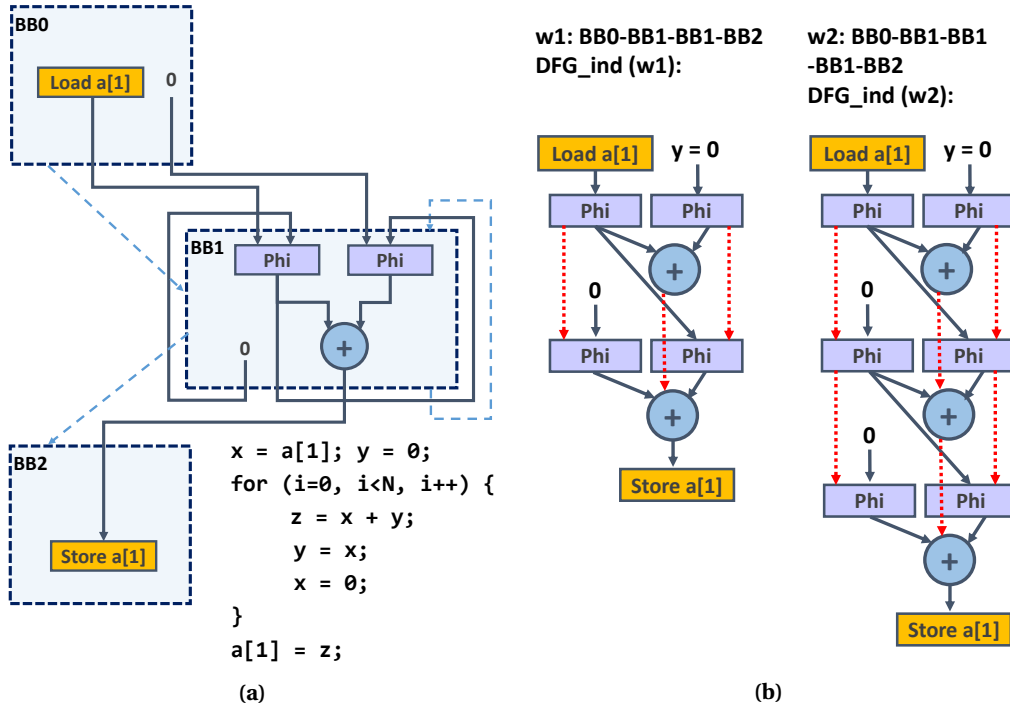 BB0
Load a[1]
0
BB1
Phi
Phi
0
+
BB2
Store a[1]
x = a[1]; y = 0;
for (i=0, i<N, i++) {
z = x + y;
y = x;
x = 0;
}
a[1] = z;
(a)
w1: BB0-BB1-BB1-BB2
DFG_ind (w1):
Load a[1]
y = 0
Phi
Phi
+
0
Phi
Phi
+
Store a[1]
w2: BB0-BB1-BB1
-BB1-BB2
DFG_ind (w2):
Load a[1]
y = 0
Phi
Phi
+
0
Phi
Phi
+
0
Phi
Phi
+
Store a[1]
(b)